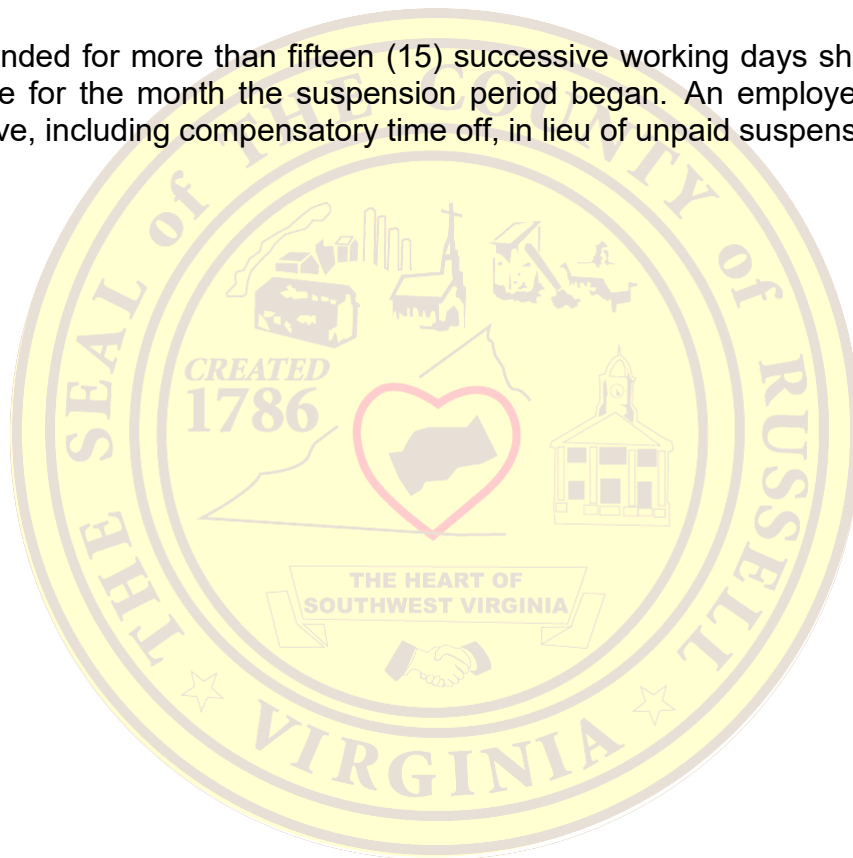 nded for more than fifteen (15) successive working days sh
e for the month the suspension period began. An employe
ve, including compensatory time off, in lieu of unpaid suspens
THE SEAL of THE COUNTY of RUSSELL
CREATED
1786
THE HEART OF
SOUTHWEST VIRGINIA
VIRGINIA